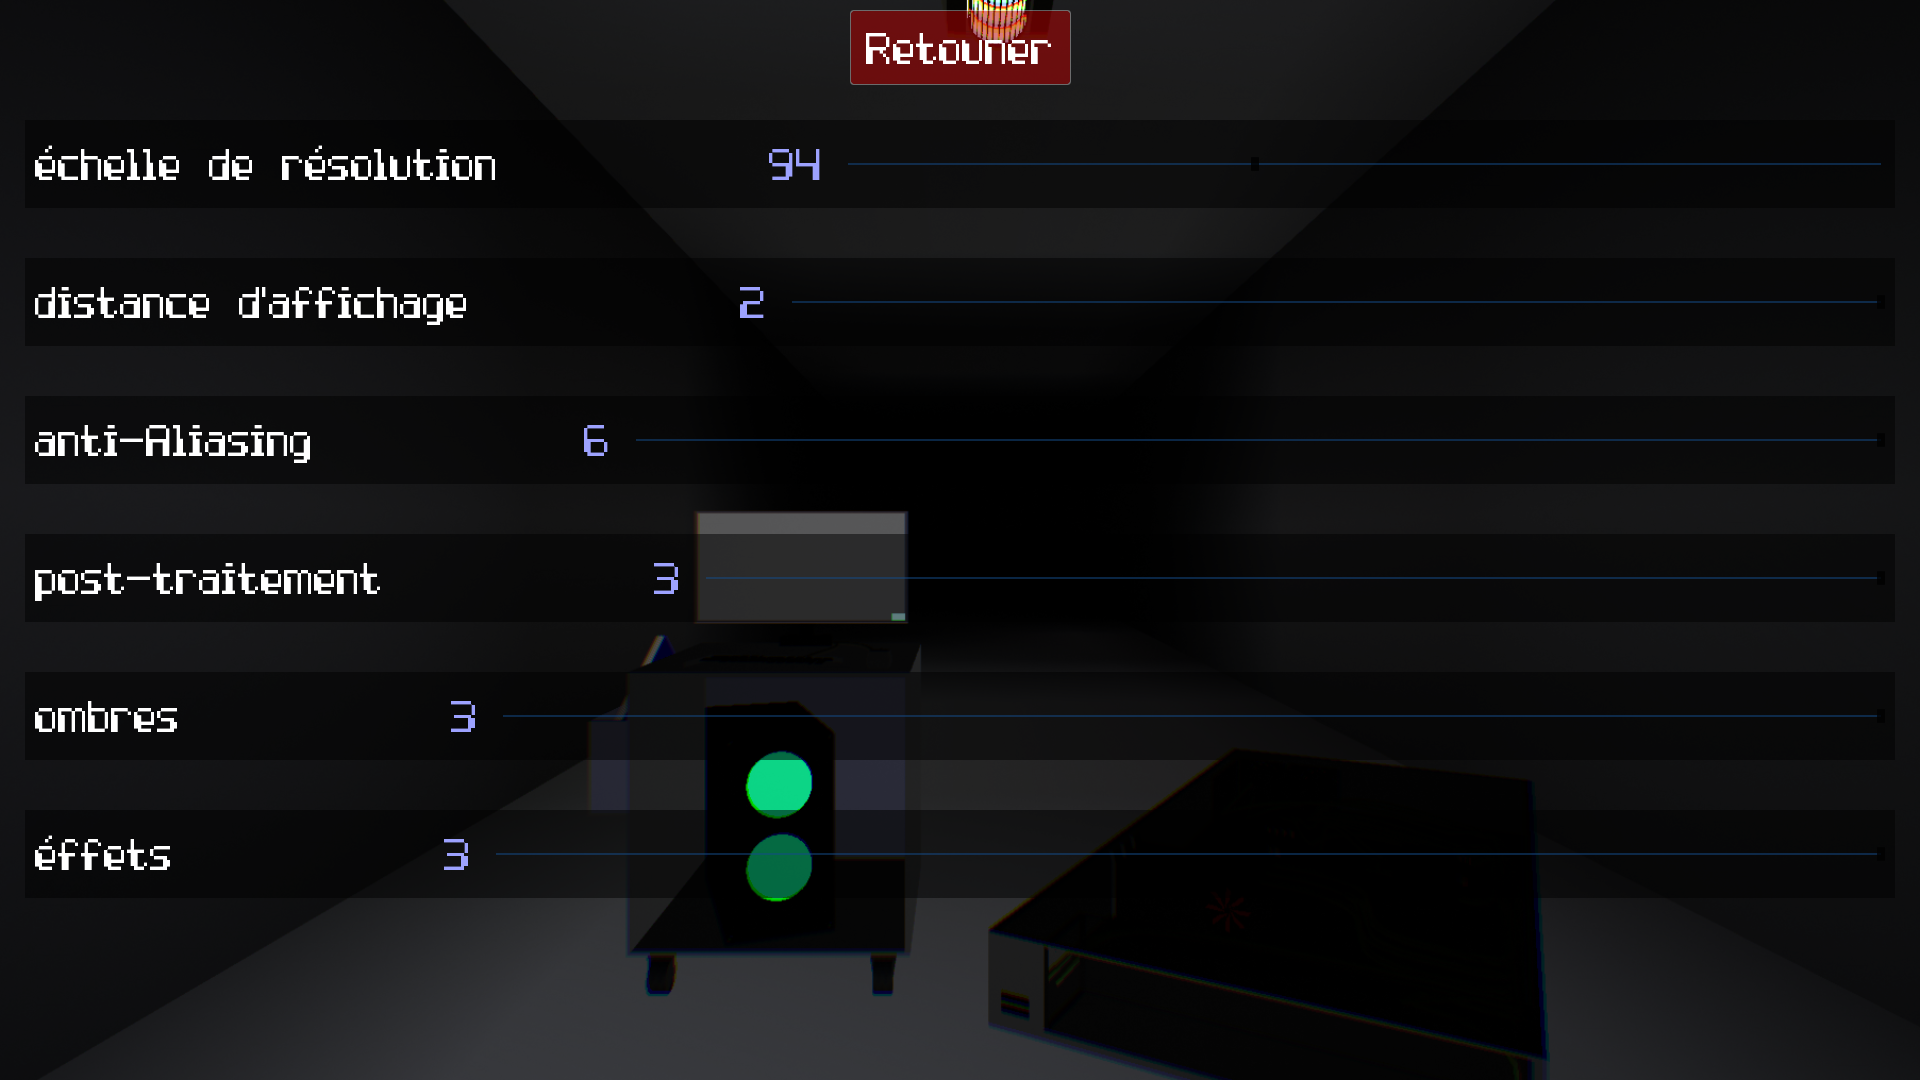 Retouner
échelle de résolution 94
distance d'affichage 2
anti-Aliasing 6
post-traitement 3
ombres 3
éffets 3